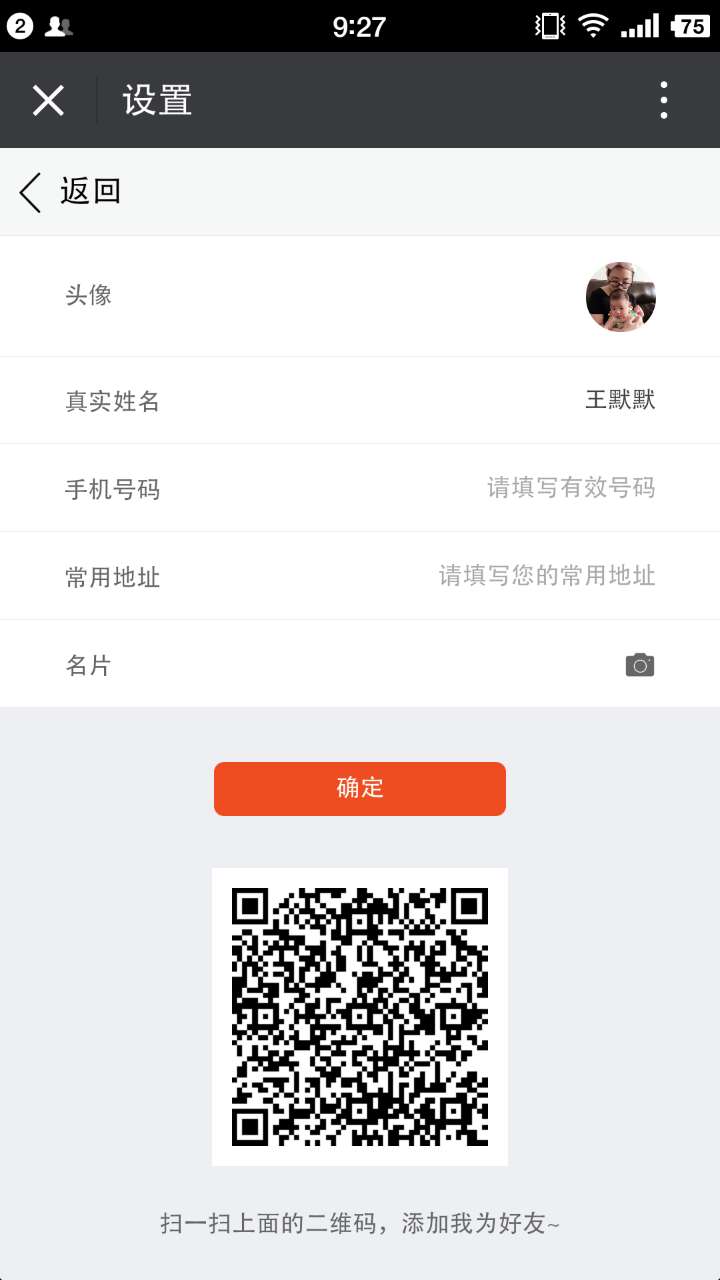 2
9:27
75
设置
返回
头像
真实姓名 王默默
手机号码 请填写有效号码
常用地址 请填写您的常用地址
名片
确定
扫一扫上面的二维码，添加我为好友~